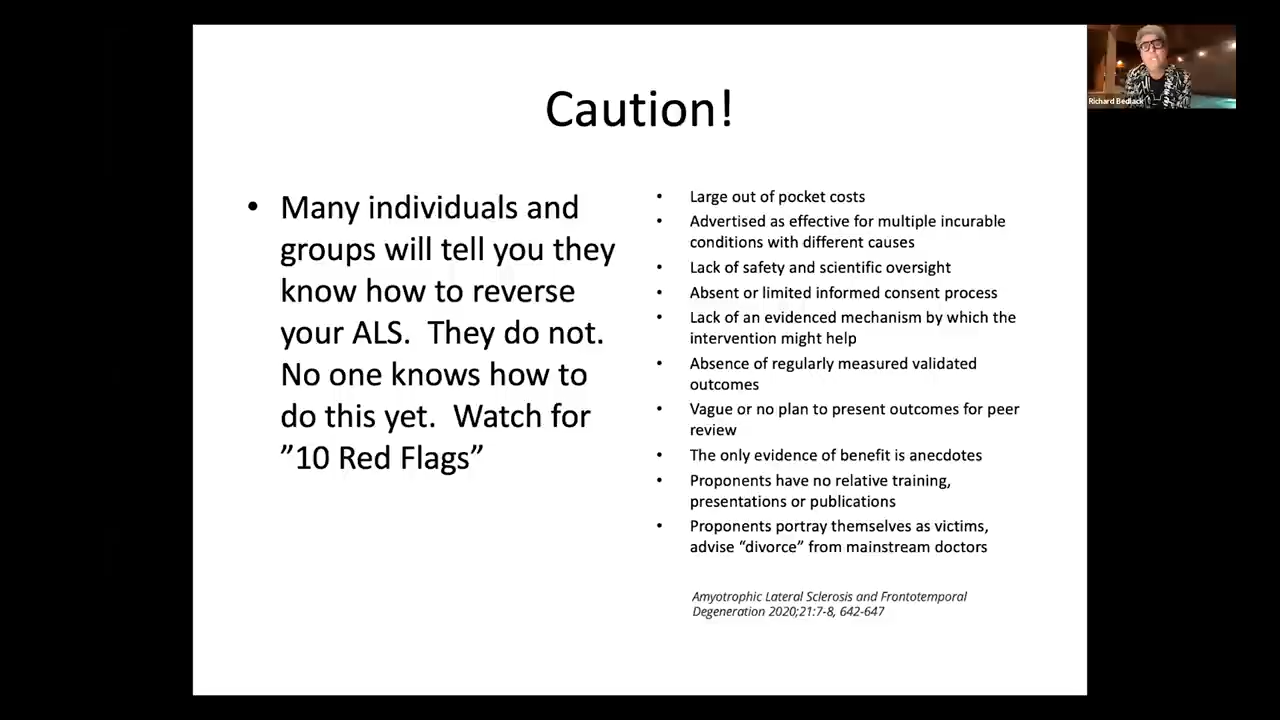 Caution!
• Many individuals and
groups will tell you they
know how to reverse
your ALS.  They do not.
No one knows how to
do this yet.  Watch for
”10 Red Flags”
• Large out of pocket costs
• Advertised as effective for multiple incurable
conditions with different causes
• Lack of safety and scientific oversight
• Absent or limited informed consent process
• Lack of an evidenced mechanism by which the
intervention might help
• Absence of regularly measured validated
outcomes
• Vague or no plan to present outcomes for peer
review
• The only evidence of benefit is anecdotes
• Proponents have no relative training,
presentations or publications
• Proponents portray themselves as victims,
advise “divorce” from mainstream doctors
Amyotrophic Lateral Sclerosis and Frontotemporal
Degeneration 2020;21:7-8, 642-647
Richard Bedlack